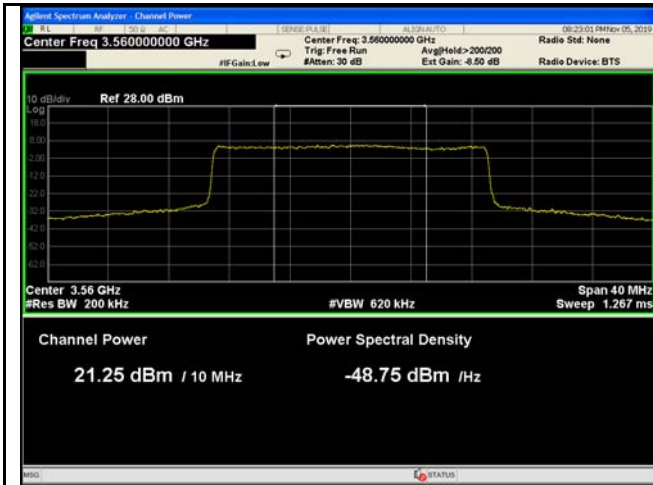 Agilent Spectrum Analyzer - Channel Power
RL RF 50 Ω AC SENSE:PULSE ALIGN AUTO 08:23:01 PM Nov 05, 2019
Center Freq 3.560000000 GHz Center Freq: 3.560000000 GHz Radio Std: None
Trig: Free Run Avg|Hold:>200/200
#IFGain:Low #Atten: 30 dB Ext Gain: -8.50 dB Radio Device: BTS
10 dB/div Ref 28.00 dBm
Log
18.0
8.00
-2.00
-12.0
-22.0
-32.0
-42.0
-52.0
-62.0
Center 3.56 GHz Span 40 MHz
#Res BW 200 kHz #VBW 620 kHz Sweep 1.267 ms
Channel Power Power Spectral Density
21.25 dBm / 10 MHz -48.75 dBm /Hz
MSG STATUS